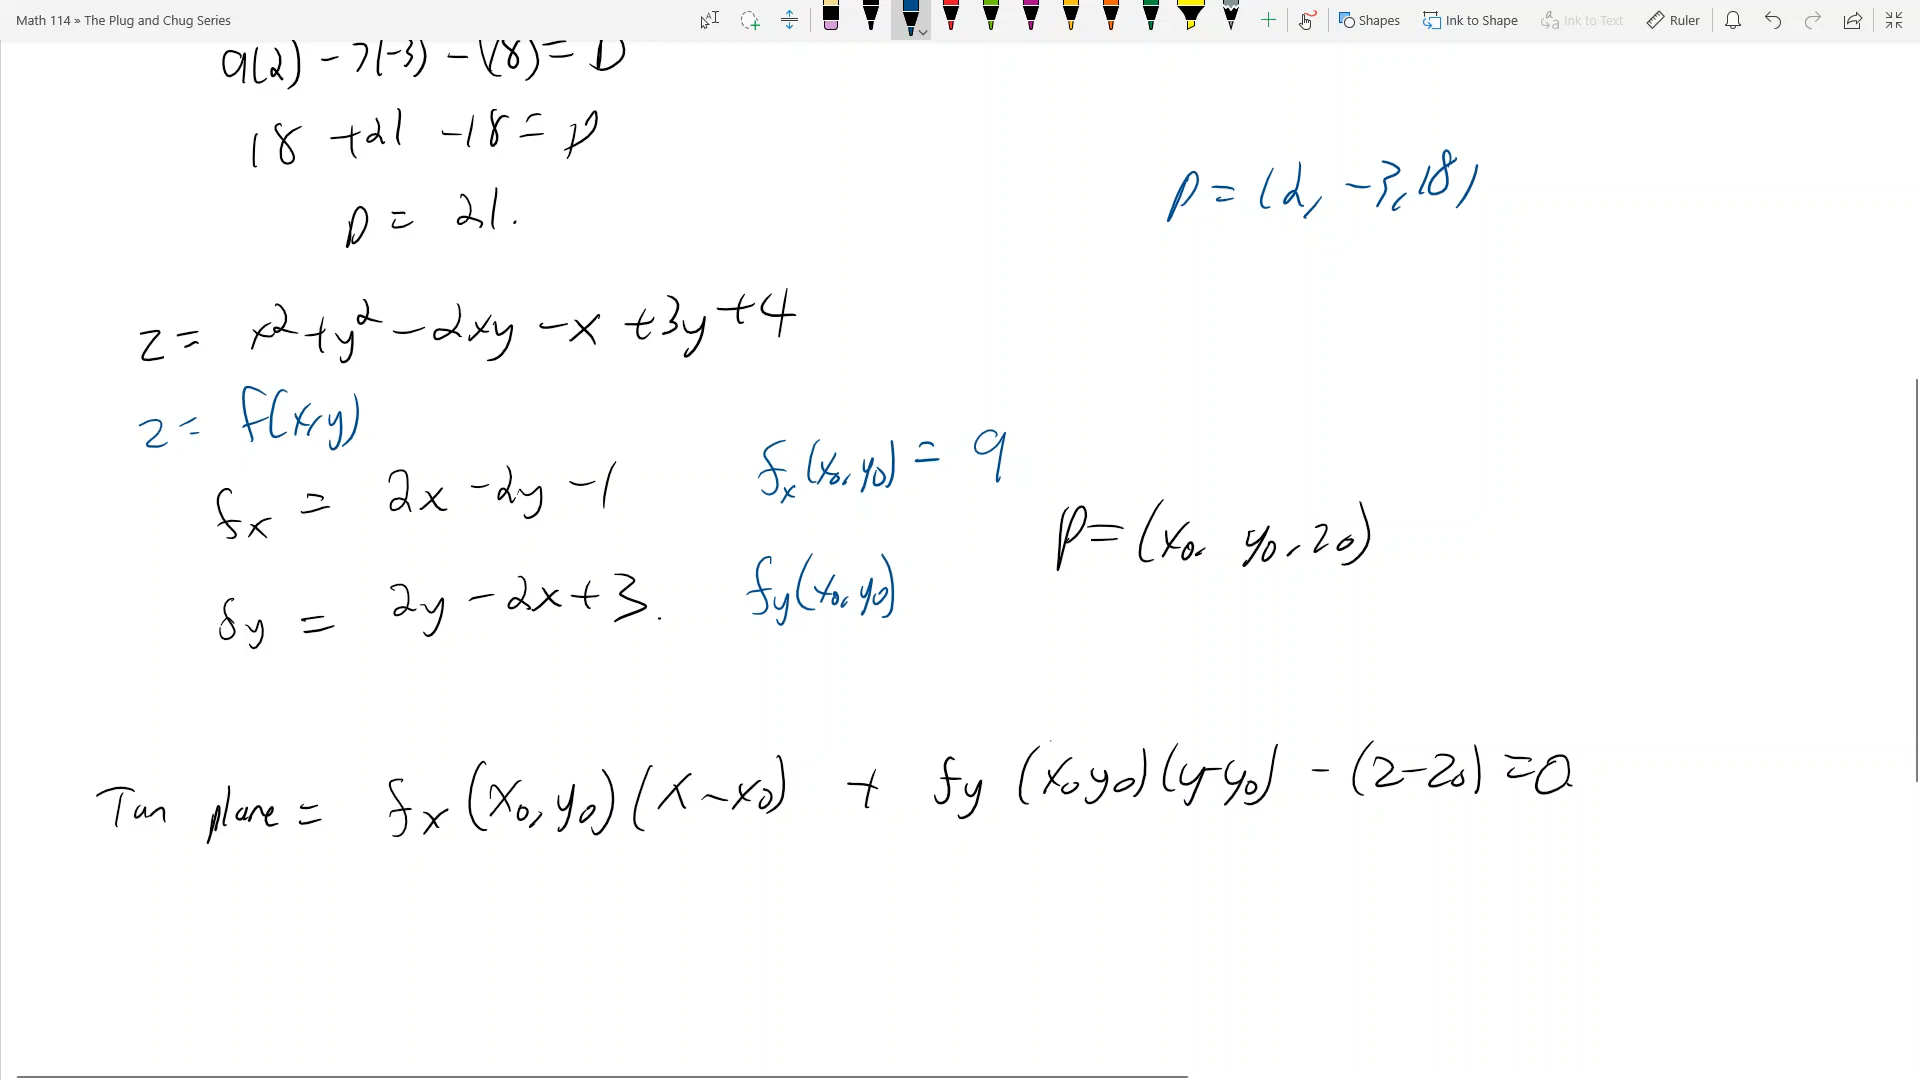 Math 114 » The Plug and Chug Series
Shapes
Ink to Shape
Ink to Text
Ruler
9(2) - 7(-3) - 1(18) = D
18 + 21 - 18 = D
D = 21.
P = (2, -3, 18)
z = x² + y² - 2xy - x + 3y + 4
z = f(x,y)
fx = 2x - 2y - 1
fx(x0, y0) = 9
P = (x0, y0, z0)
fy = 2y - 2x + 3.
fy(x0, y0)
Tan plane = fx(x0, y0)(x - x0) + fy(x0 y0)(y-y0) - (z-z0) = 0